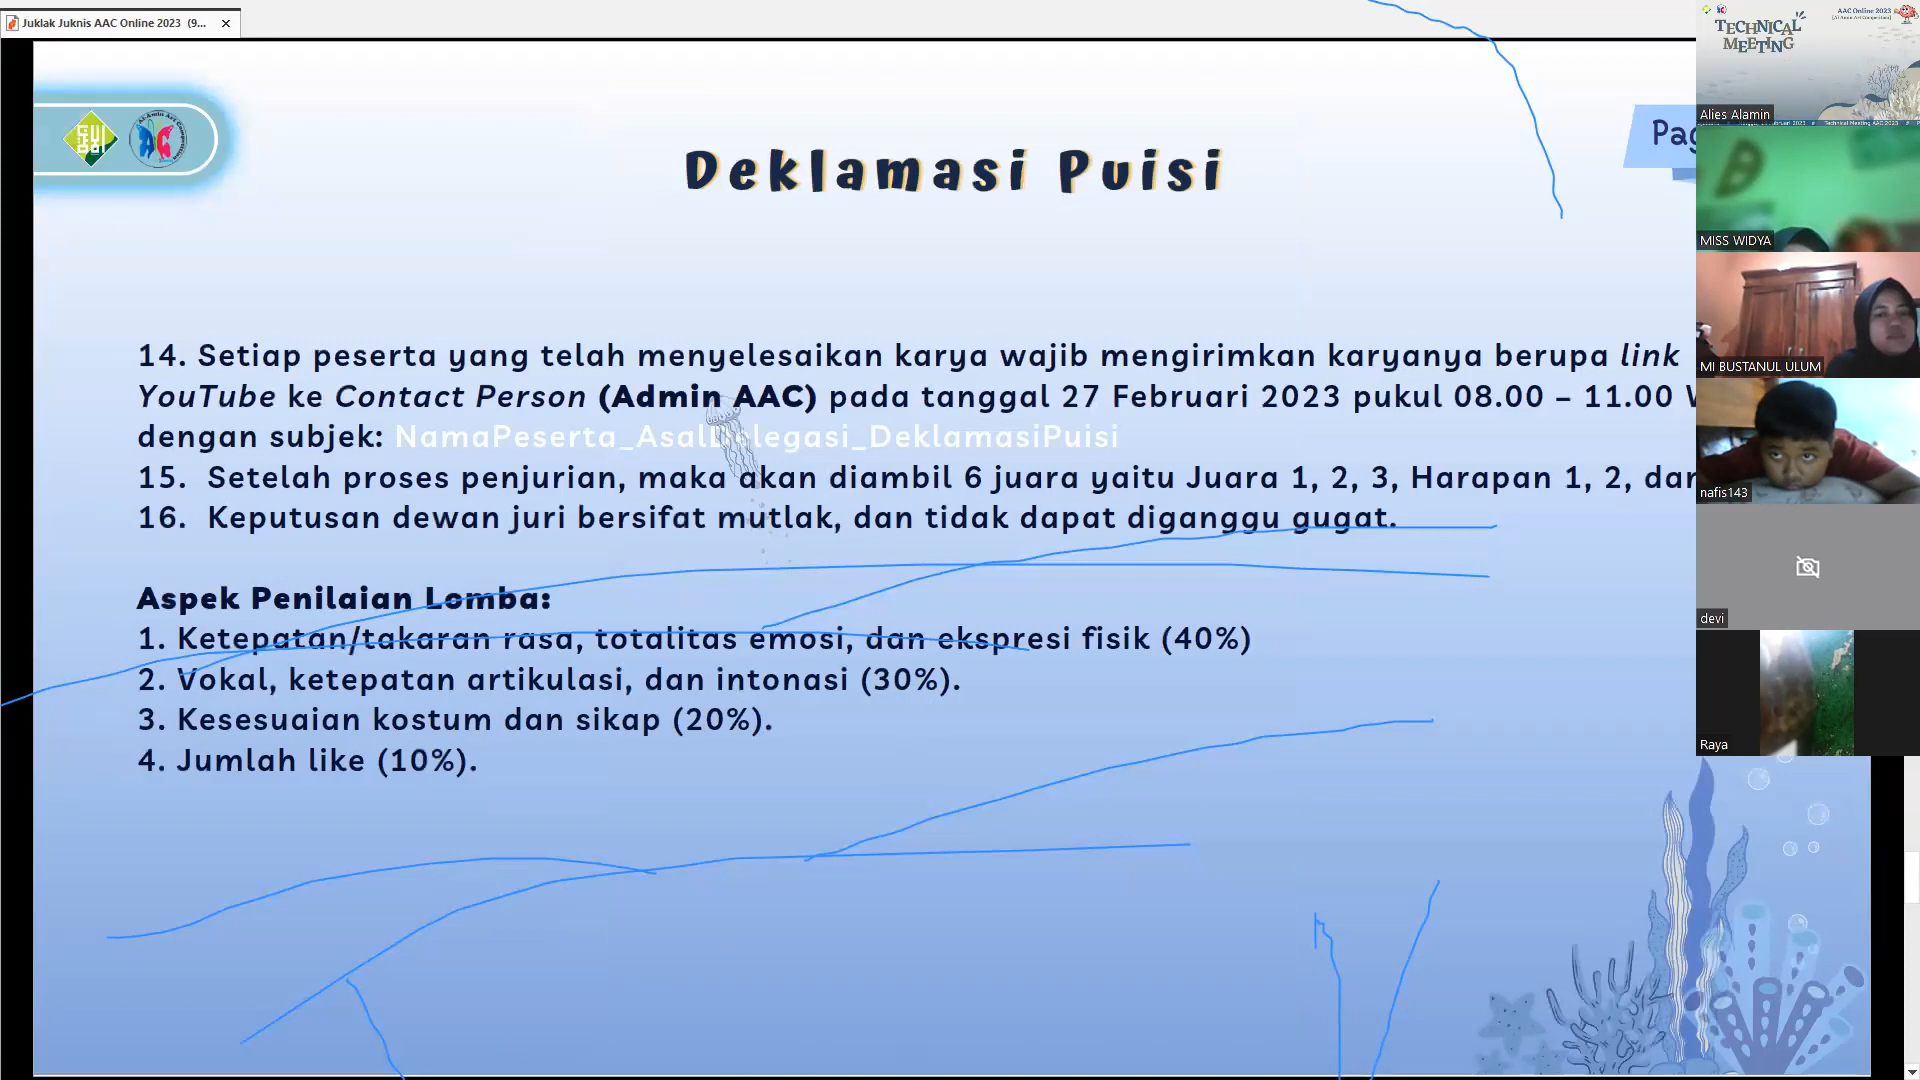 Juklak Juknis AAC Online 2023 (9...
Deklamasi Puisi
14. Setiap peserta yang telah menyelesaikan karya wajib mengirimkan karyanya berupa link
YouTube ke Contact Person (Admin AAC) pada tanggal 27 Februari 2023 pukul 08.00 – 11.00
dengan subjek: NamaPeserta_AsalDelegasi_DeklamasiPuisi
15. Setelah proses penjurian, maka akan diambil 6 juara yaitu Juara 1, 2, 3, Harapan 1, 2, dan
16. Keputusan dewan juri bersifat mutlak, dan tidak dapat diganggu gugat.
Aspek Penilaian Lomba:
1. Ketepatan/takaran rasa, totalitas emosi, dan ekspresi fisik (40%)
2. Vokal, ketepatan artikulasi, dan intonasi (30%).
3. Kesesuaian kostum dan sikap (20%).
4. Jumlah like (10%).
AAC Online 2023
TECHNICAL
MEETING
Alies Alamin
MISS WIDYA
MI BUSTANUL ULUM
nafis143
devi
Raya